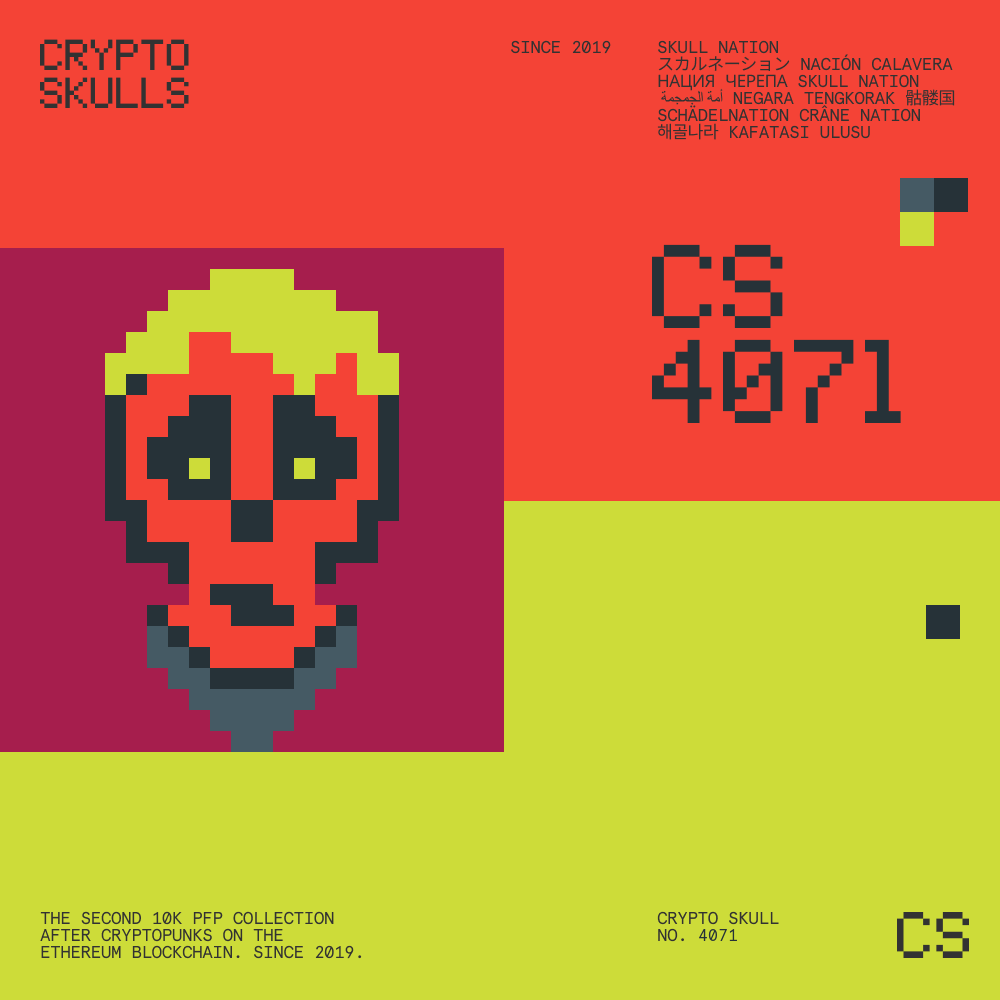 CRYPTO
SKULLS
SINCE 2019
SKULL NATION
スカルネーション NACIÓN CALAVERA
НАЦИЯ ЧЕРЕПА SKULL NATION
أمة الجمجمة NEGARA TENGKORAK 骷髅国
SCHÄDELNATION CRÂNE NATION
해골나라 KAFATASI ULUSU
CS
4071
THE SECOND 10K PFP COLLECTION
AFTER CRYPTOPUNKS ON THE
ETHEREUM BLOCKCHAIN. SINCE 2019.
CRYPTO SKULL
NO. 4071
CS